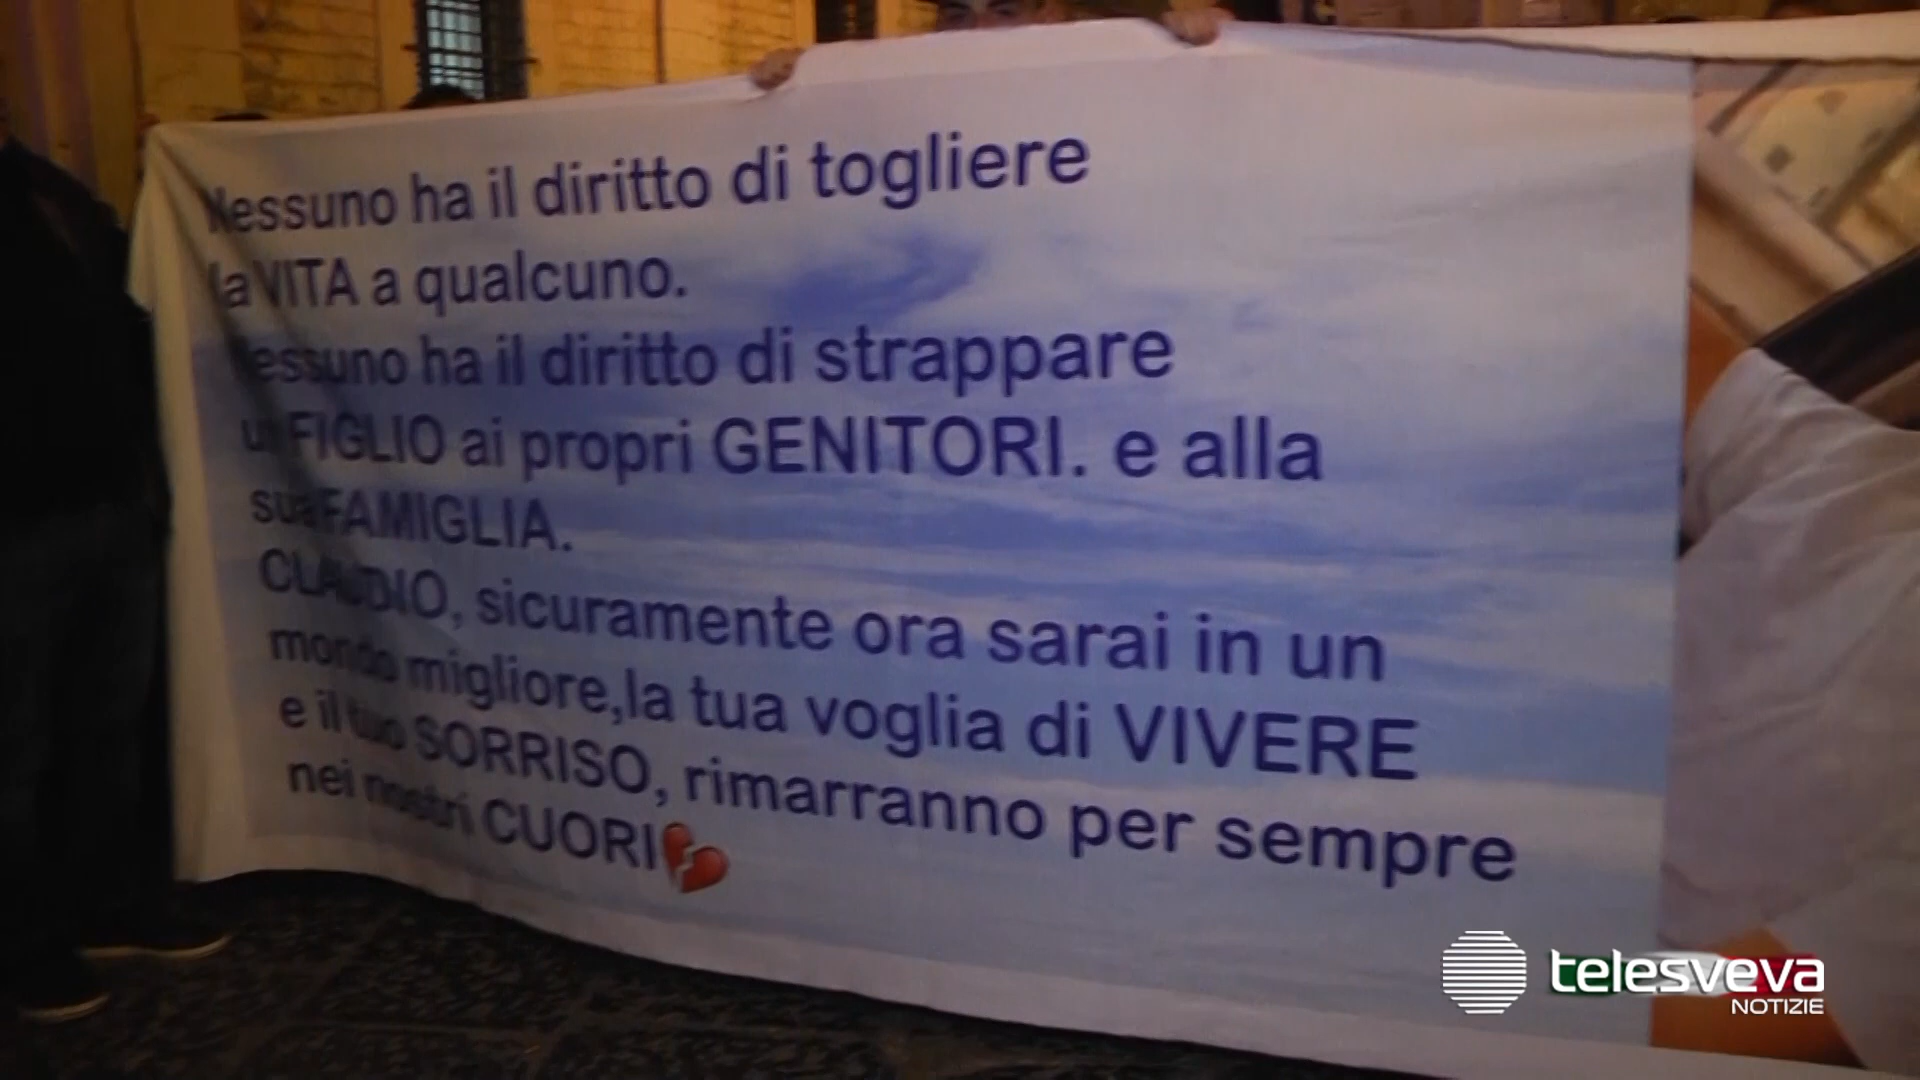 Nessuno ha il diritto di togliere
la VITA a qualcuno.
Nessuno ha il diritto di strappare
un FIGLIO ai propri GENITORI. e alla
sua FAMIGLIA.
CLAUDIO, sicuramente ora sarai in un
mondo migliore,la tua voglia di VIVERE
e il tuo SORRISO, rimarranno per sempre
nei nostri CUORI💔
telesveva
NOTIZIE